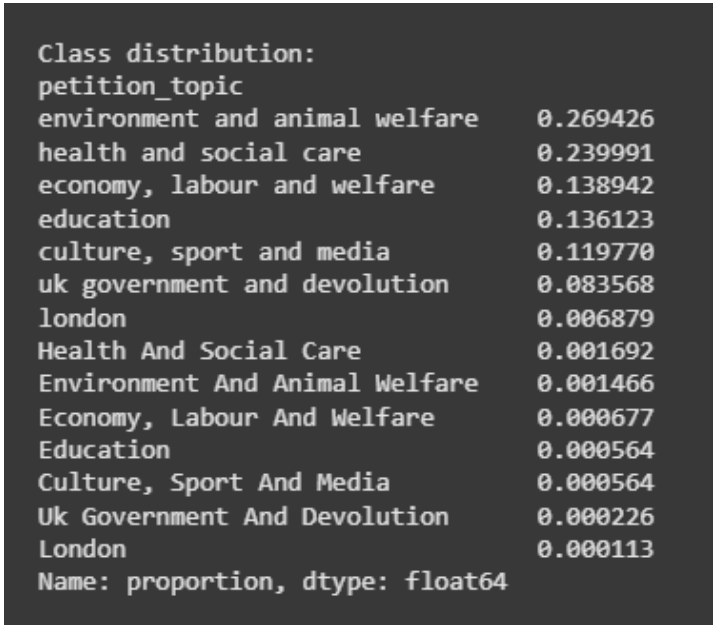 Class distribution:
petition_topic
environment and animal welfare    0.269426
health and social care            0.239991
economy, labour and welfare       0.138942
education                         0.136123
culture, sport and media          0.119770
uk government and devolution      0.083568
london                            0.006879
Health And Social Care            0.001692
Environment And Animal Welfare    0.001466
Economy, Labour And Welfare       0.000677
Education                         0.000564
Culture, Sport And Media          0.000564
Uk Government And Devolution      0.000226
London                            0.000113
Name: proportion, dtype: float64